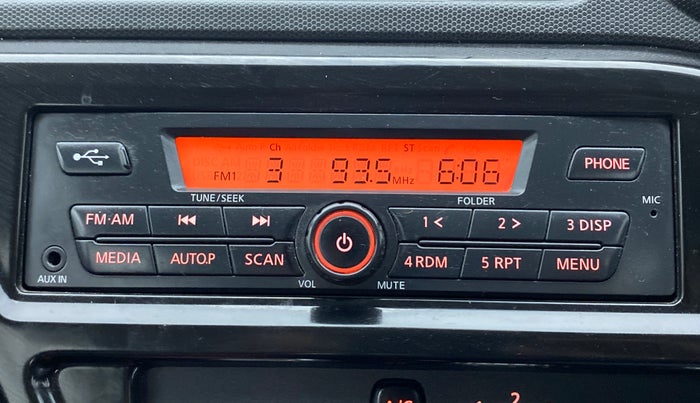 Ch ST
FM1 3 93.5 MHz 6:06
PHONE
TUNE/SEEK FOLDER MIC
FM·AM 1 < 2 > 3 DISP
MEDIA AUTO.P SCAN 4 RDM 5 RPT MENU
AUX IN VOL MUTE
A/C 2